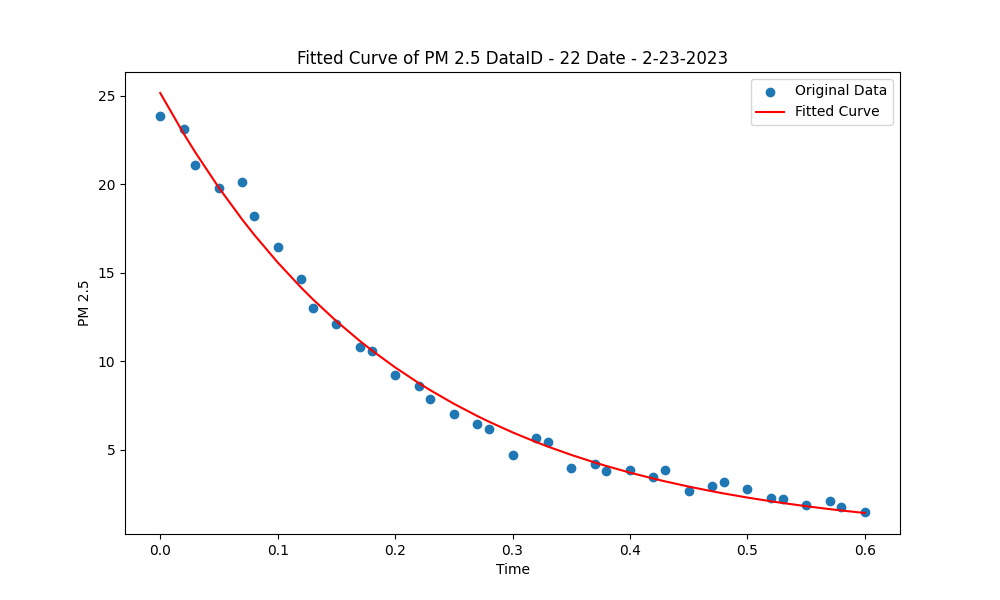 Fitted Curve of PM 2.5 DataID - 22 Date - 2-23-2023
Original Data
Fitted Curve
25
20
15
10
5
PM 2.5
0.0 0.1 0.2 0.3 0.4 0.5 0.6
Time